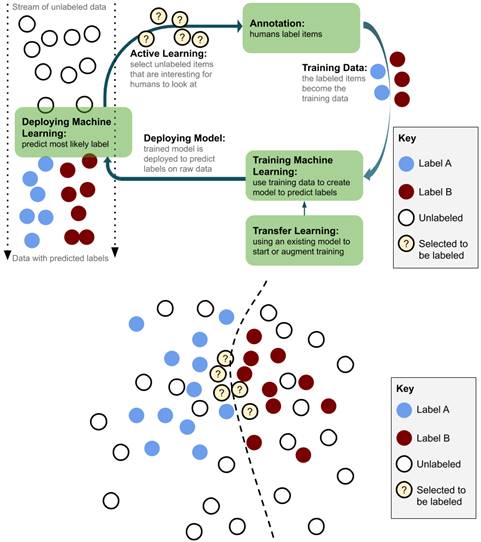 Stream of unlabeled data
?
?
?
?
?
Active Learning:
select unlabeled items
that are interesting for
humans to look at
Annotation:
humans label items
Training Data:
the labeled items
become the
training data
Deploying Machine
Learning:
predict most likely label
Deploying Model:
trained model is
deployed to predict
labels on raw data
Training Machine
Learning:
use training data to create
model to predict labels
Transfer Learning:
using an existing model to
start or augment training
Data with predicted labels
Key
Label A
Label B
Unlabeled
? Selected to
be labeled
?
?
?
?
?
Key
Label A
Label B
Unlabeled
? Selected to
be labeled